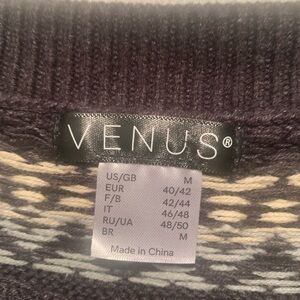 VENUS®
US/GB M
EUR 40/42
F/B 42/44
IT 46/48
RU/UA 48/50
BR M
Made in China